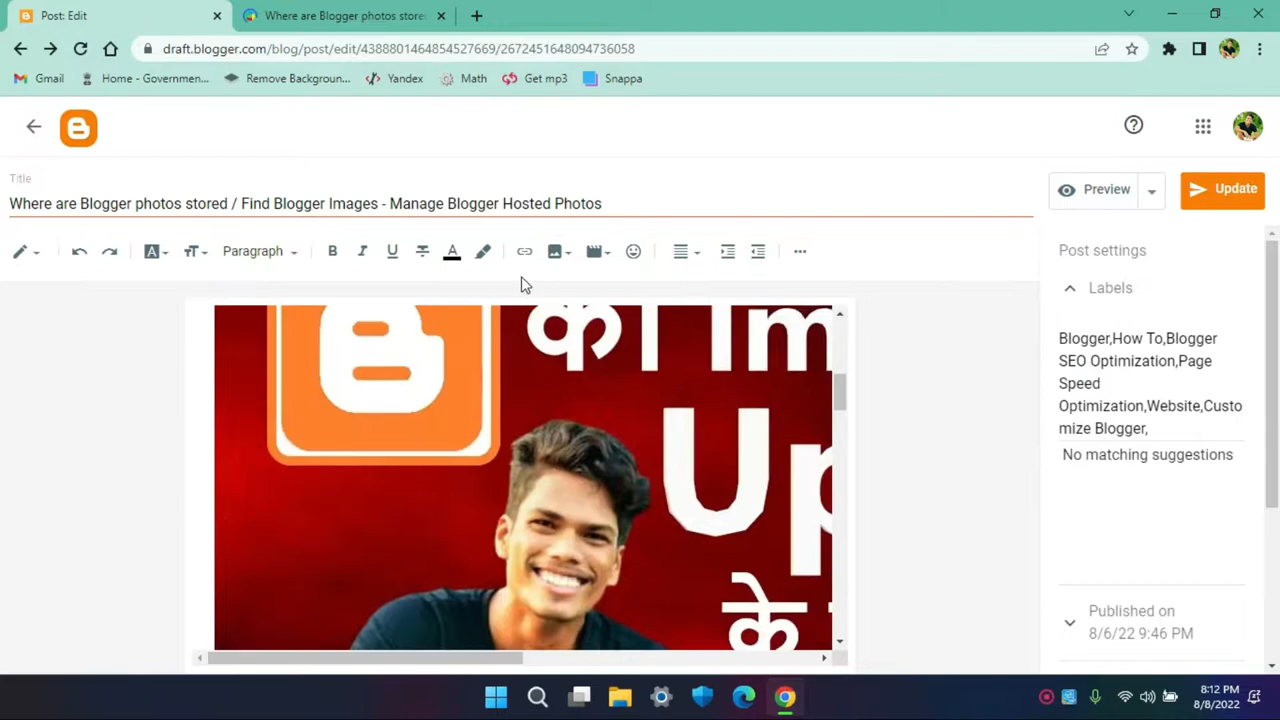 Post: Edit
Where are Blogger photos store
draft.blogger.com/blog/post/edit/4388801464854527669/2672451648094736058
Gmail
Home - Governmen...
Remove Backgroun...
Yandex
Math
Get mp3
Snappa
Title
Where are Blogger photos stored / Find Blogger Images - Manage Blogger Hosted Photos
Preview
Update
Paragraph
Post settings
Labels
Blogger,How To,Blogger
SEO Optimization,Page
Speed
Optimization,Website,Custo
mize Blogger,
No matching suggestions
Published on
8/6/22 9:46 PM
का Im
Up
के
8:12 PM
8/8/2022